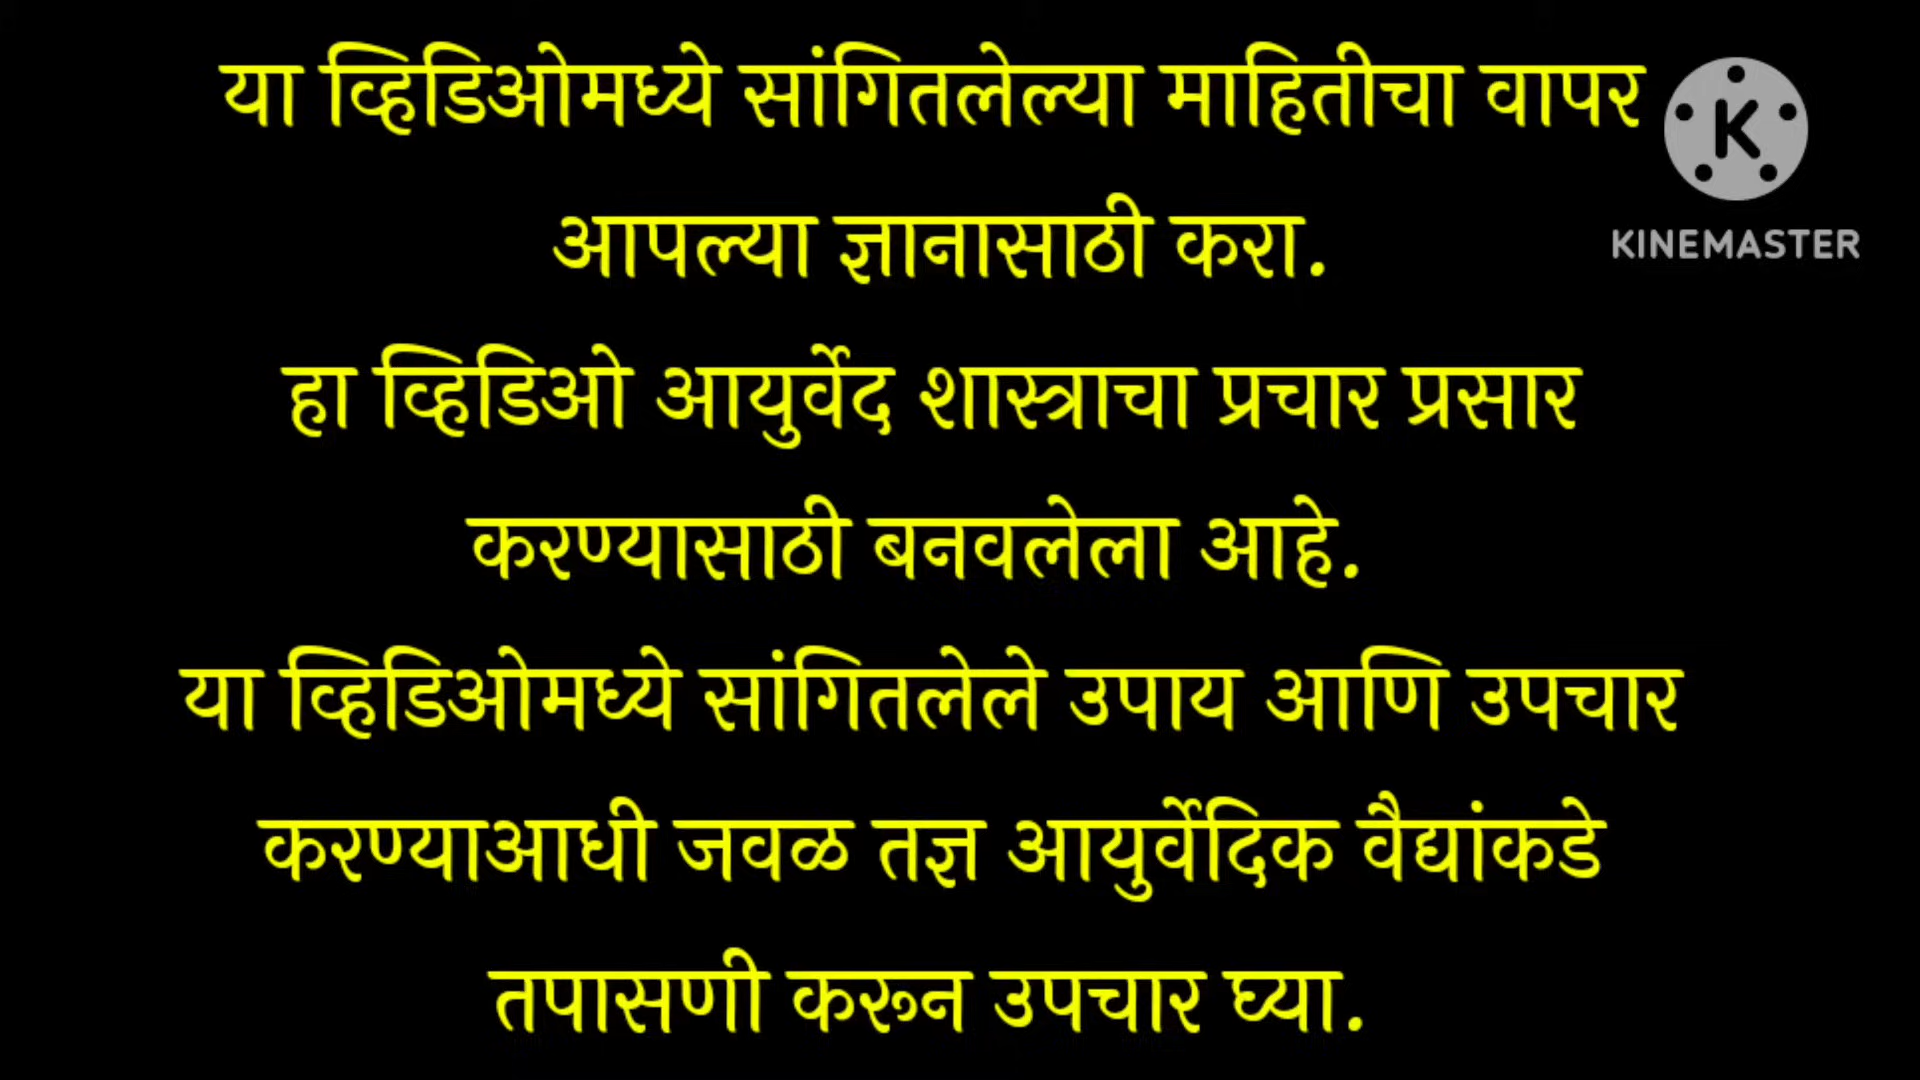 या व्हिडिओमध्ये सांगितलेल्या माहितीचा वापर
K
KINEMASTER
आपल्या ज्ञानासाठी करा.
हा व्हिडिओ आयुर्वेद शास्त्राचा प्रचार प्रसार
करण्यासाठी बनवलेला आहे.
या व्हिडिओमध्ये सांगितलेले उपाय आणि उपचार
करण्याआधी जवळ तज्ञ आयुर्वेदिक वैद्यांकडे
तपासणी करून उपचार घ्या.